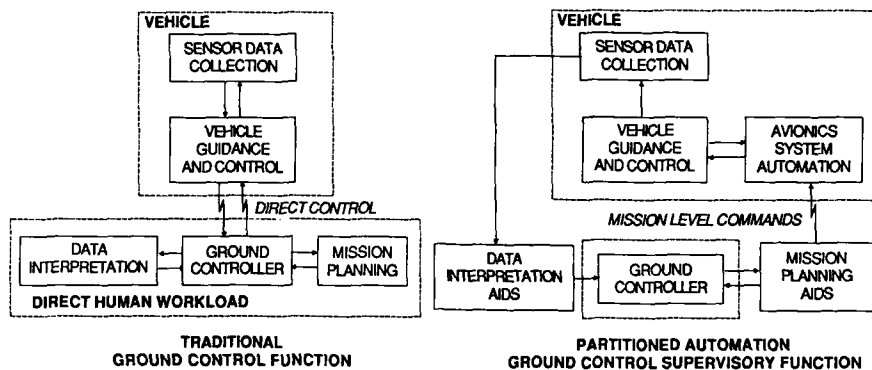 VEHICLE
SENSOR DATA
COLLECTION
VEHICLE
GUIDANCE
AND CONTROL
DIRECT CONTROL
DATA
INTERPRETATION
GROUND
CONTROLLER
MISSION
PLANNING
DIRECT HUMAN WORKLOAD
TRADITIONAL
GROUND CONTROL FUNCTION
VEHICLE
SENSOR DATA
COLLECTION
VEHICLE
GUIDANCE
AND CONTROL
AVIONICS
SYSTEM
AUTOMATION
MISSION LEVEL COMMANDS
DATA
INTERPRETATION
AIDS
GROUND
CONTROLLER
MISSION
PLANNING
AIDS
PARTITIONED AUTOMATION
GROUND CONTROL SUPERVISORY FUNCTION